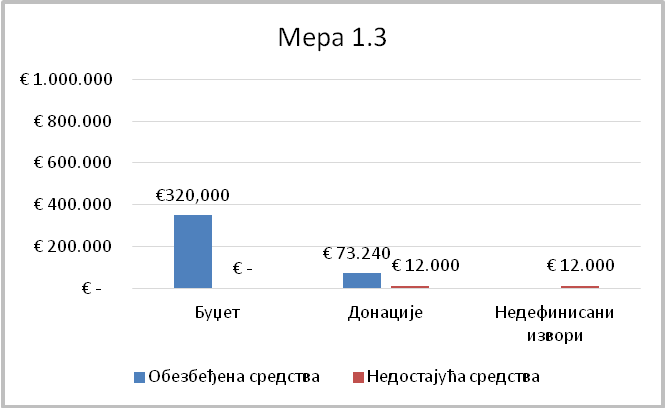 Мера 1.3
€ 1.000.000
€ 800.000
€ 600.000
€ 400.000
€ 200.000
€ -
€320,000
€ -
€ 73.240
€ 12.000
€ 12.000
Буџет
Донације
Недефинисани
извори
Обезбеђена средства
Недостајућа средства